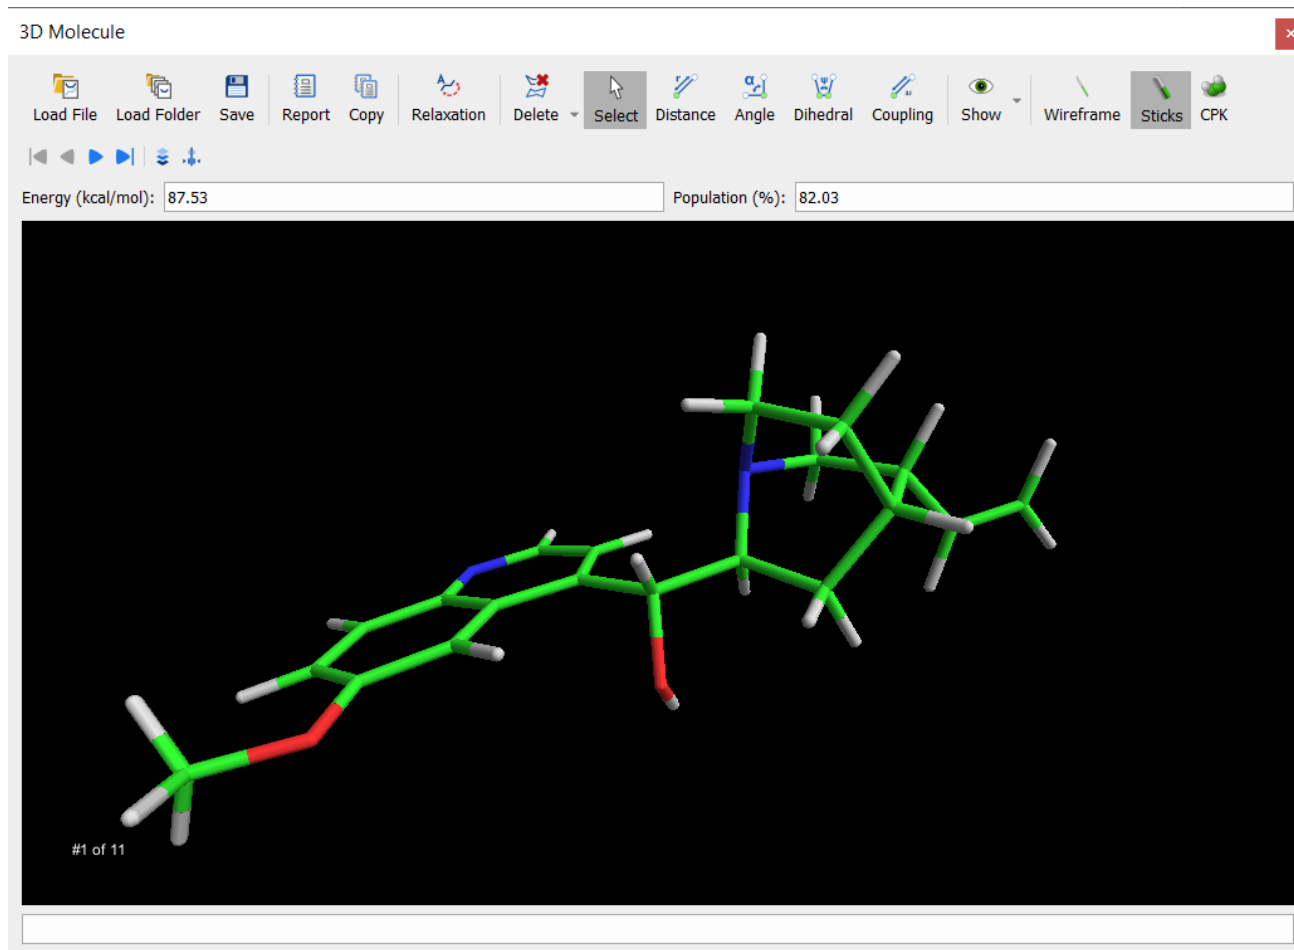 3D Molecule
Load File Load Folder Save Report Copy Relaxation Delete Select Distance Angle Dihedral Coupling Show Wireframe Sticks CPK
Energy (kcal/mol): 87.53 Population (%): 82.03
#1 of 11